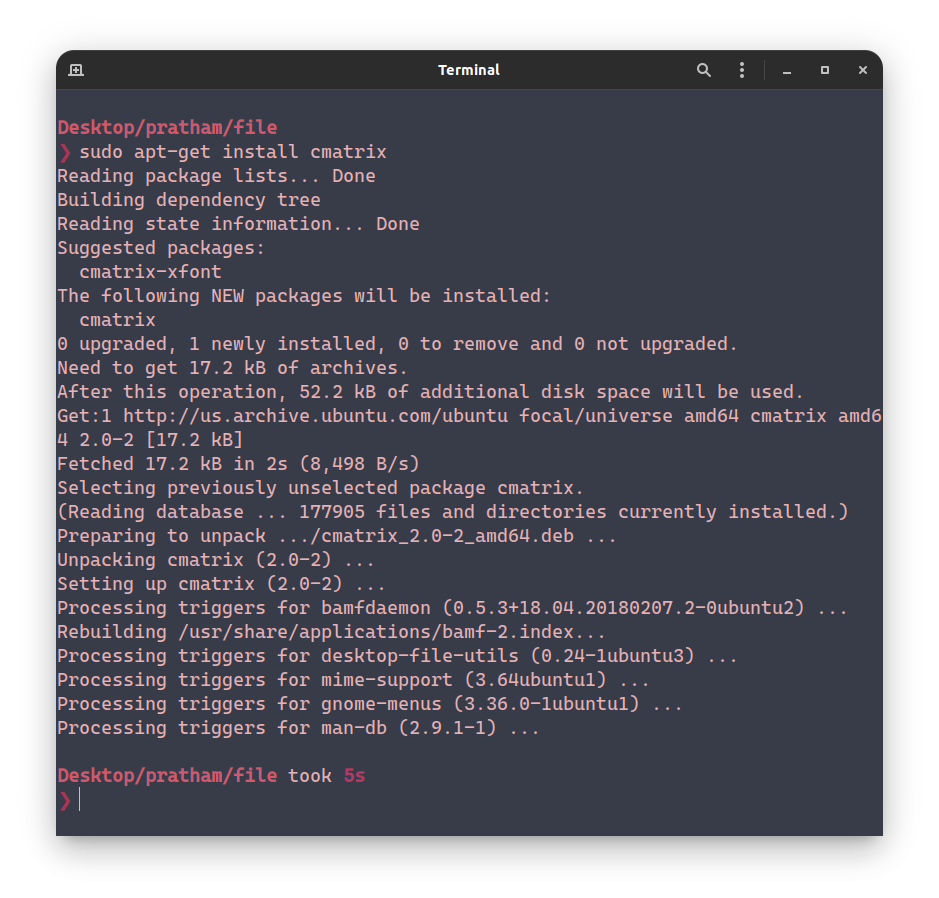 Terminal
Desktop/pratham/file
❯ sudo apt-get install cmatrix
Reading package lists... Done
Building dependency tree
Reading state information... Done
Suggested packages:
  cmatrix-xfont
The following NEW packages will be installed:
  cmatrix
0 upgraded, 1 newly installed, 0 to remove and 0 not upgraded.
Need to get 17.2 kB of archives.
After this operation, 52.2 kB of additional disk space will be used.
Get:1 http://us.archive.ubuntu.com/ubuntu focal/universe amd64 cmatrix amd6
4 2.0-2 [17.2 kB]
Fetched 17.2 kB in 2s (8,498 B/s)
Selecting previously unselected package cmatrix.
(Reading database ... 177905 files and directories currently installed.)
Preparing to unpack .../cmatrix_2.0-2_amd64.deb ...
Unpacking cmatrix (2.0-2) ...
Setting up cmatrix (2.0-2) ...
Processing triggers for bamfdaemon (0.5.3+18.04.20180207.2-0ubuntu2) ...
Rebuilding /usr/share/applications/bamf-2.index...
Processing triggers for desktop-file-utils (0.24-1ubuntu3) ...
Processing triggers for mime-support (3.64ubuntu1) ...
Processing triggers for gnome-menus (3.36.0-1ubuntu1) ...
Processing triggers for man-db (2.9.1-1) ...
Desktop/pratham/file took 5s
❯